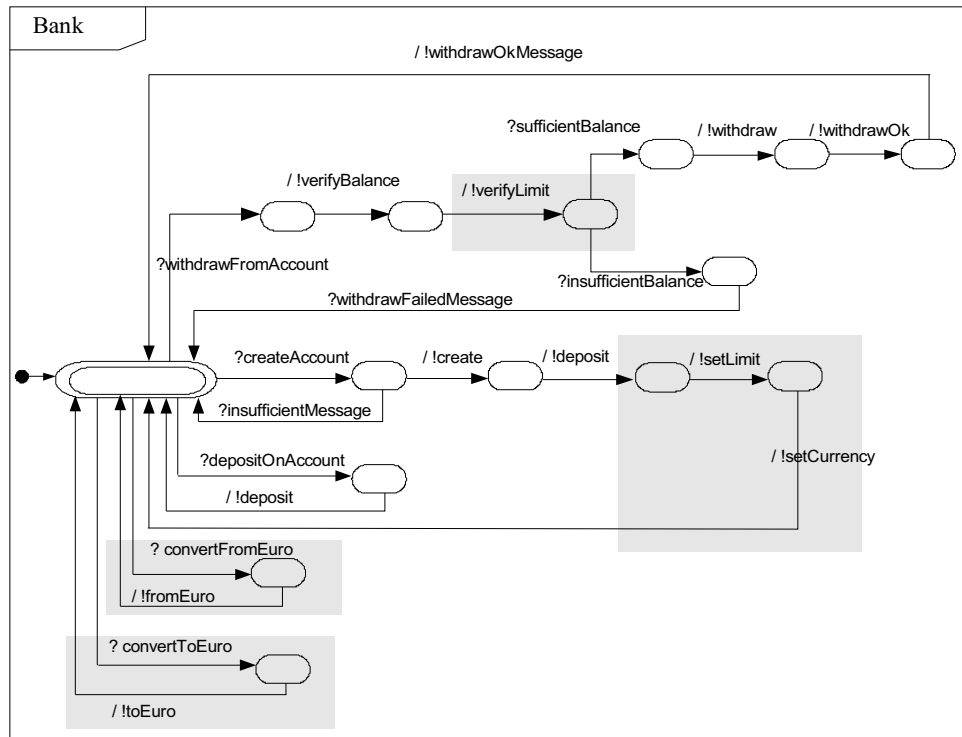 Bank
/ !withdrawOkMessage
?sufficientBalance
/ !withdraw
/ !withdrawOk
/ !verifyBalance
/ !verifyLimit
?withdrawFromAccount
?insufficientBalance
?withdrawFailedMessage
?createAccount
/ !create
/ !deposit
/ !setLimit
?insufficientMessage
?depositOnAccount
/ !setCurrency
/ !deposit
? convertFromEuro
/ !fromEuro
? convertToEuro
/ !toEuro